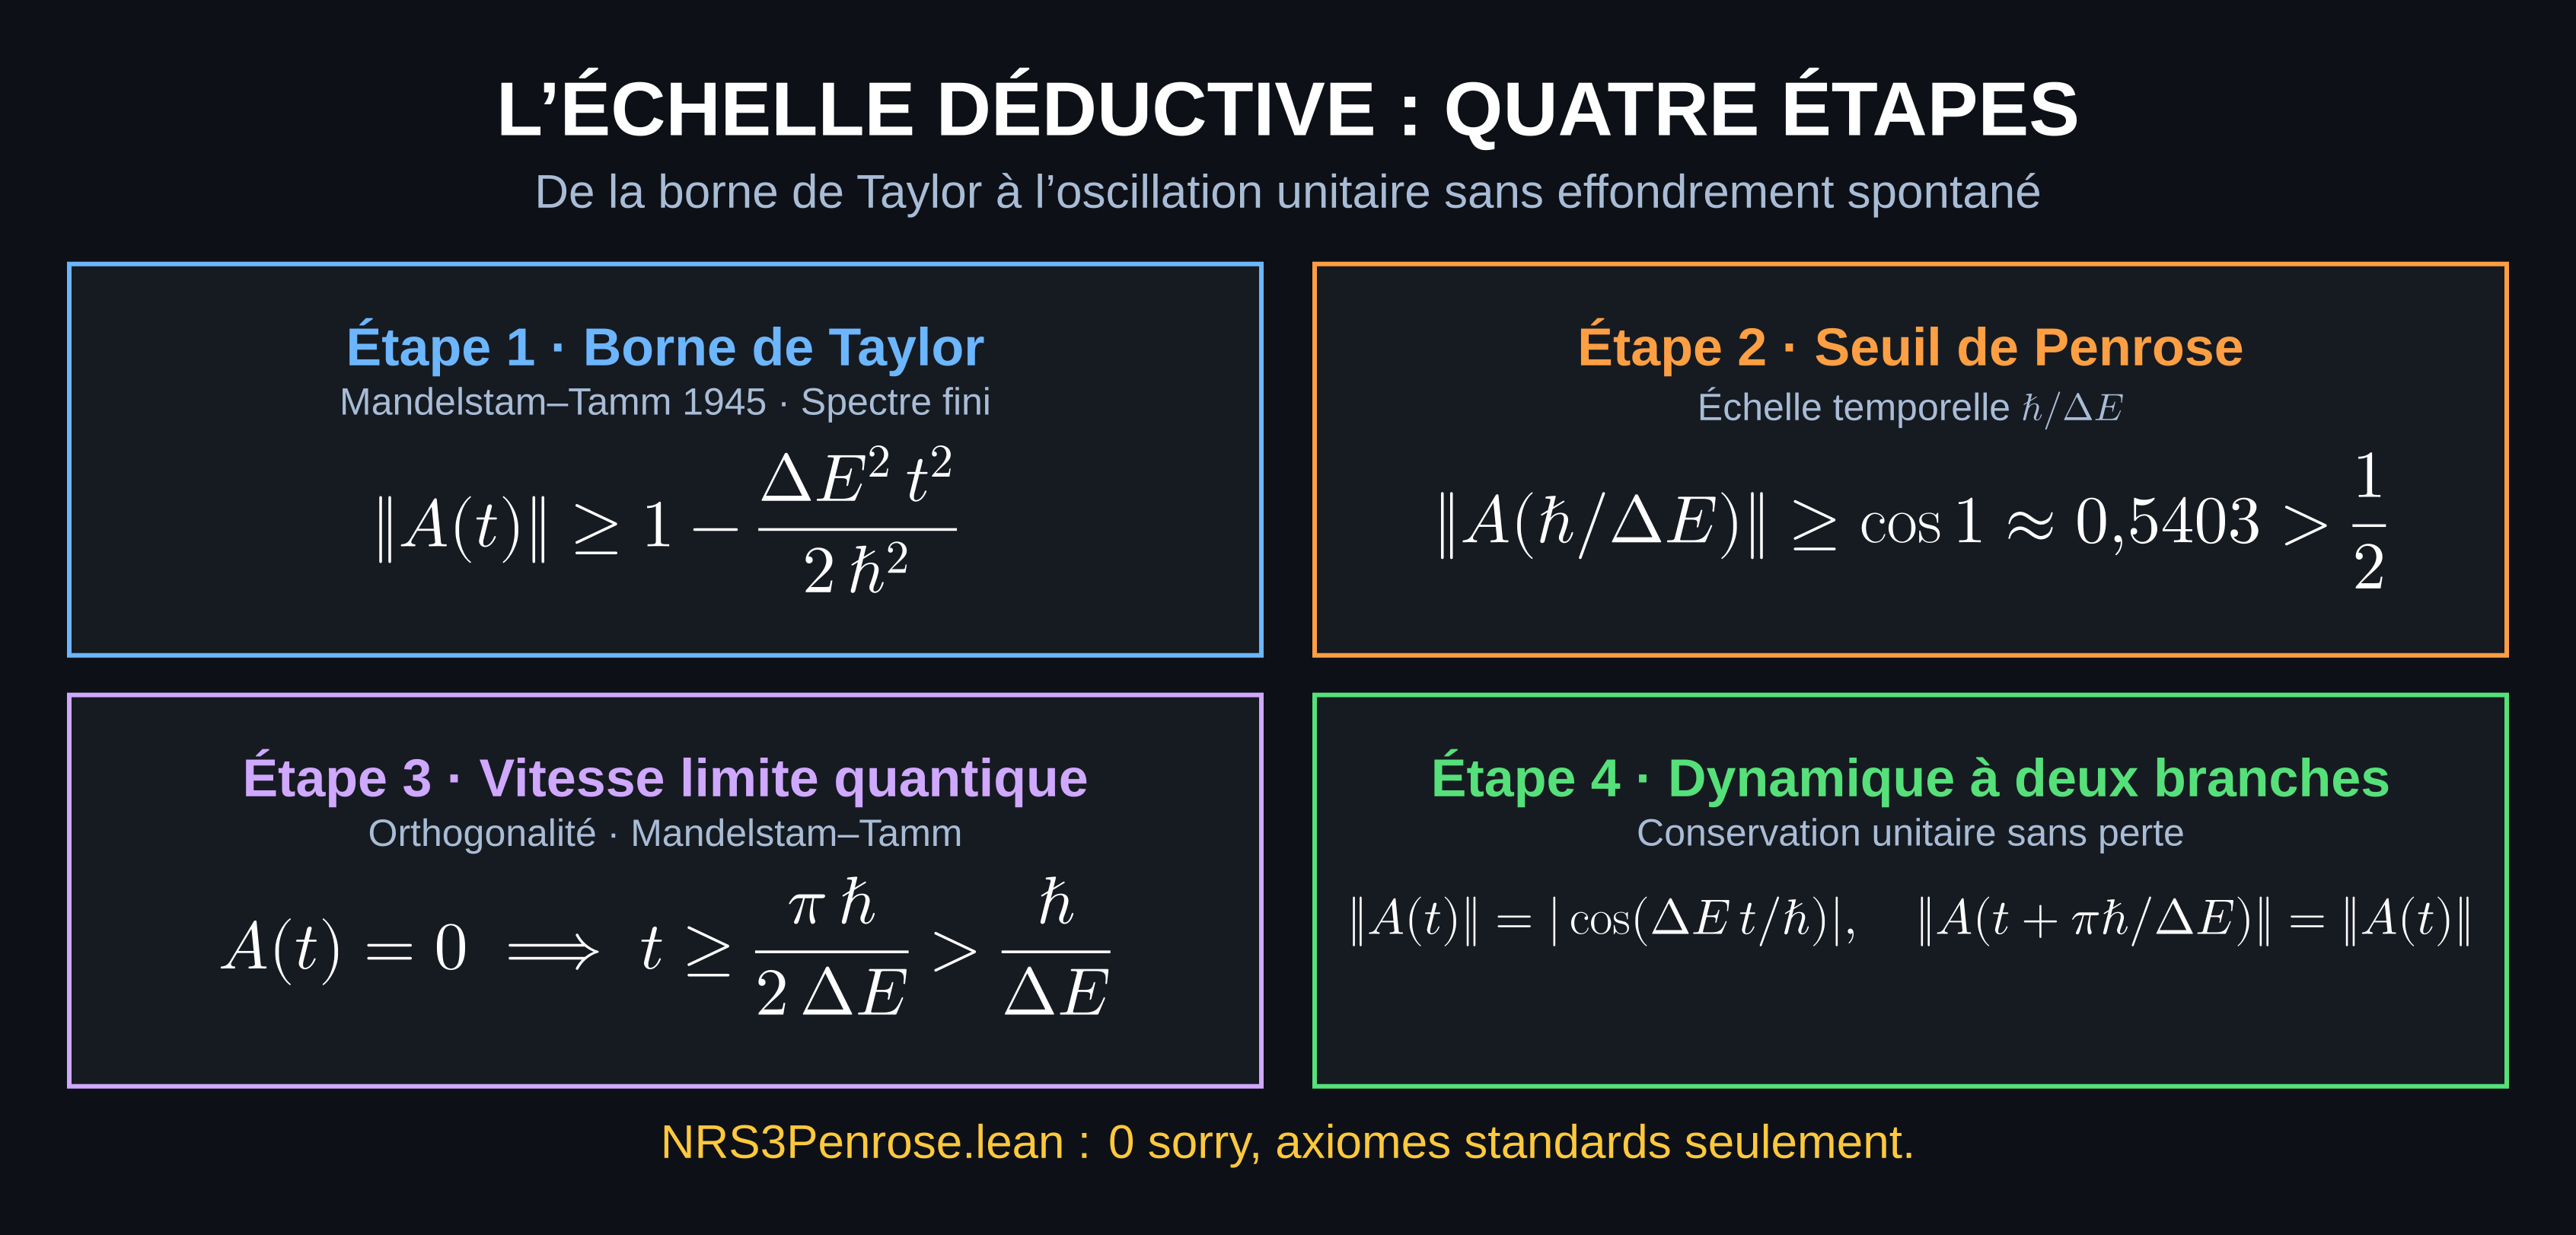 L’ÉCHELLE DÉDUCTIVE : QUATRE ÉTAPES
De la borne de Taylor à l’oscillation unitaire sans effondrement spontané
Étape 1 · Borne de Taylor
Mandelstam–Tamm 1945 · Spectre fini
‖A(t)‖ ≥ 1 − ΔE² t² / 2 ħ²
Étape 2 · Seuil de Penrose
Échelle temporelle ħ/ΔE
‖A(ħ/ΔE)‖ ≥ cos 1 ≈ 0,5403 > 1/2
Étape 3 · Vitesse limite quantique
Orthogonalité · Mandelstam–Tamm
A(t) = 0 ⟹ t ≥ π ħ / 2 ΔE > ħ / ΔE
Étape 4 · Dynamique à deux branches
Conservation unitaire sans perte
‖A(t)‖ = | cos(ΔE t/ħ)|, ‖A(t + πħ/ΔE)‖ = ‖A(t)‖
NRS3Penrose.lean : 0 sorry, axiomes standards seulement.